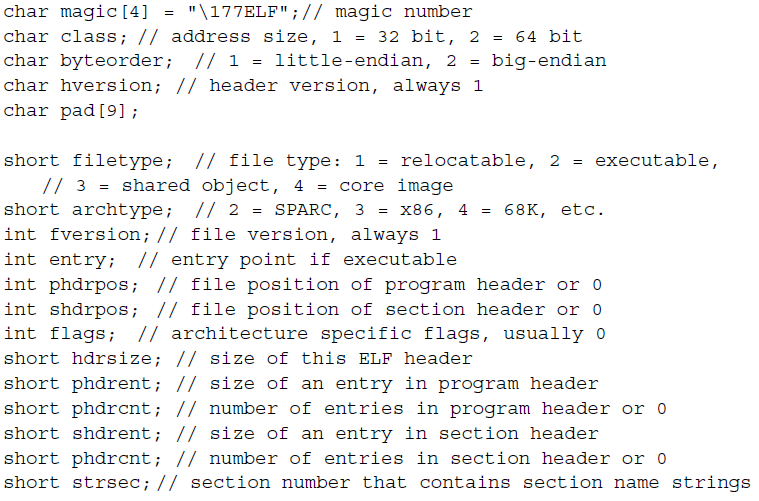 char magic[4] = "\177ELF";// magic number
char class; // address size, 1 = 32 bit, 2 = 64 bit
char byteorder; // 1 = little-endian, 2 = big-endian
char hversion; // header version, always 1
char pad[9];
short filetype; // file type: 1 = relocatable, 2 = executable,
// 3 = shared object, 4 = core image
short archtype; // 2 = SPARC, 3 = x86, 4 = 68K, etc.
int fversion;// file version, always 1
int entry; // entry point if executable
int phdrpos; // file position of program header or 0
int shdrpos; // file position of section header or 0
int flags; // architecture specific flags, usually 0
short hdrsize; // size of this ELF header
short phdrent; // size of an entry in program header
short phdrcnt; // number of entries in program header or 0
short shdrent; // size of an entry in section header
short phdrcnt; // number of entries in section header or 0
short strsec;// section number that contains section name strings